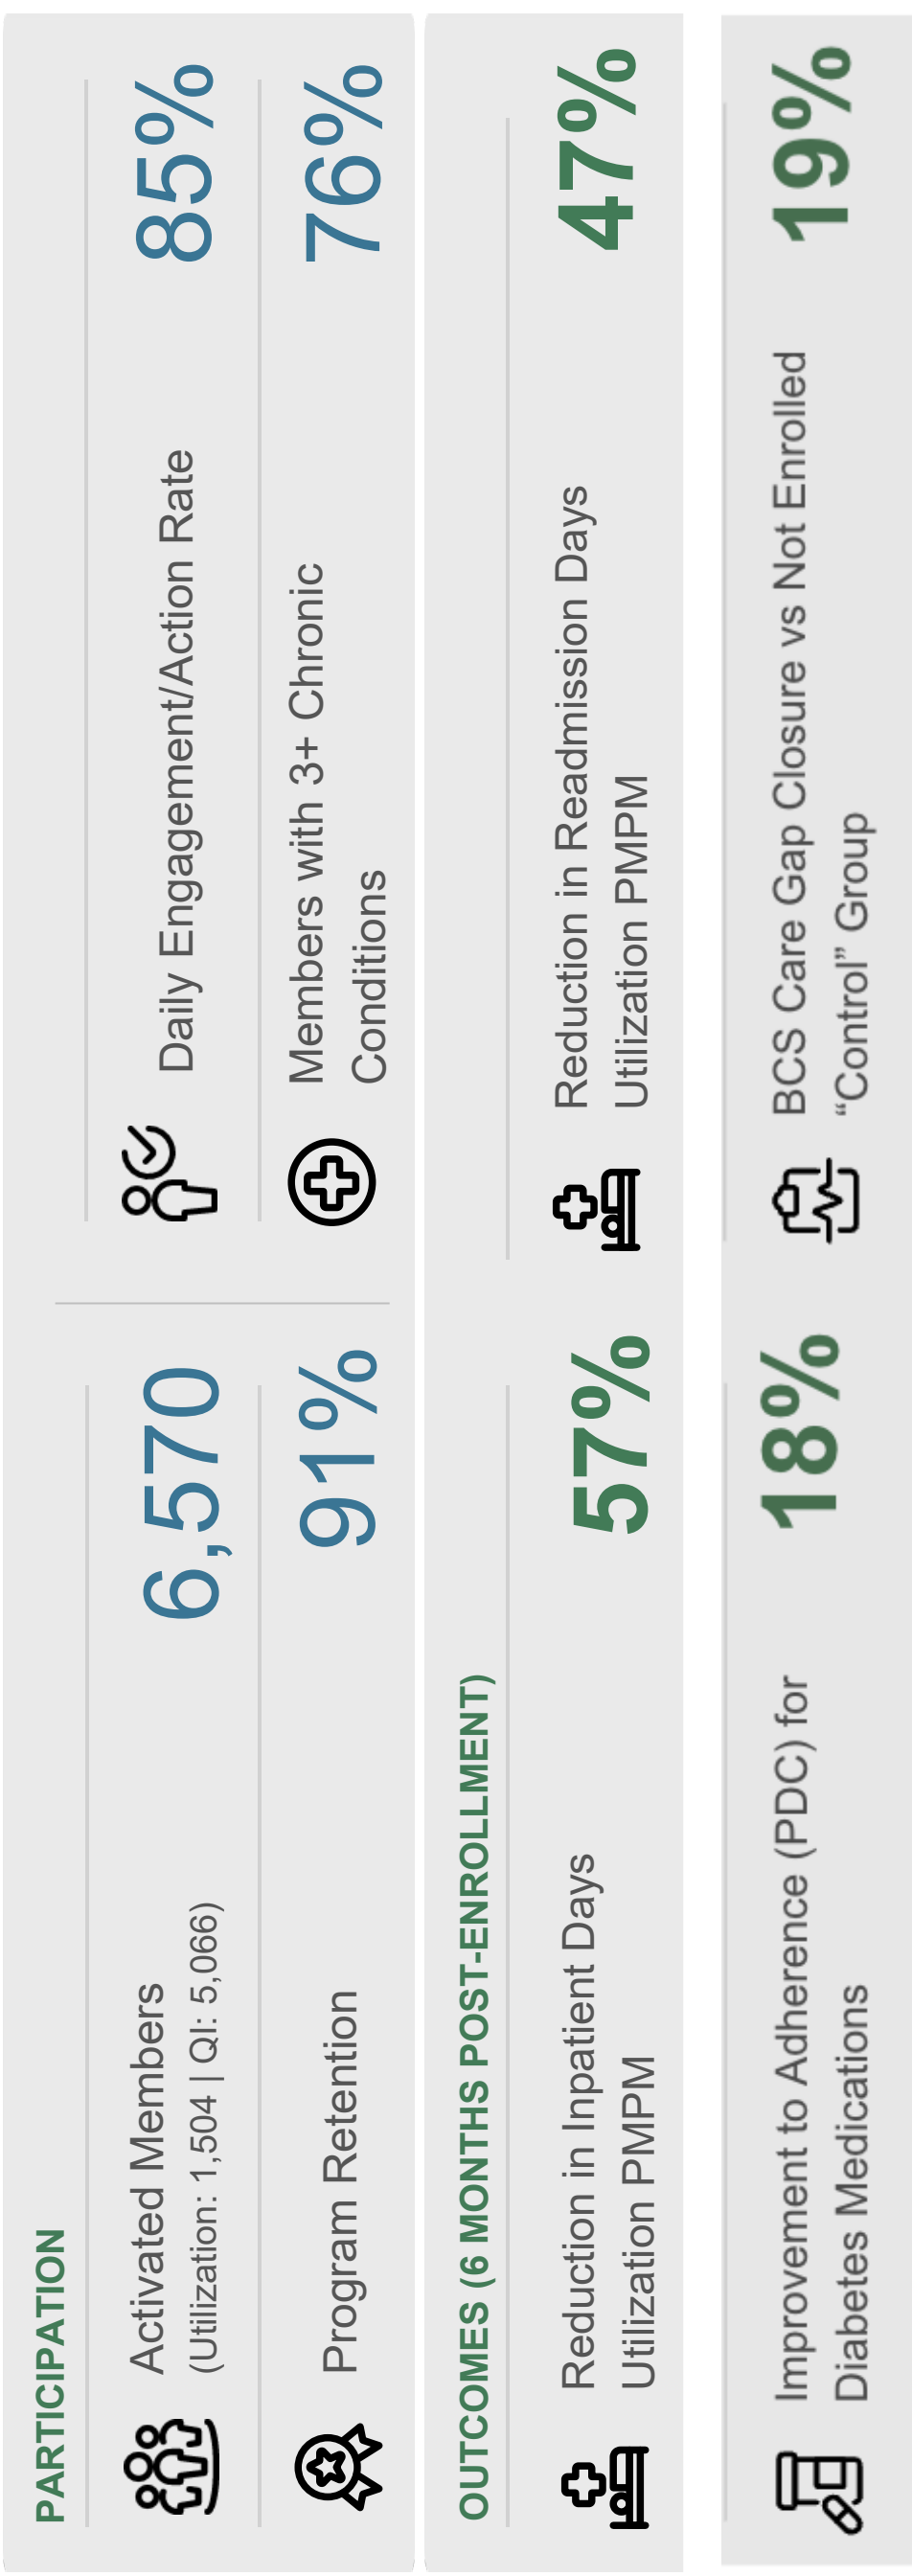 PARTICIPATION
Activated Members
(Utilization: 1,504 | QI: 5,066)
6,570
Daily Engagement/Action Rate
85%
Program Retention
91%
Members with 3+ Chronic
Conditions
76%
OUTCOMES (6 MONTHS POST-ENROLLMENT)
Reduction in Inpatient Days
Utilization PMPM
57%
Reduction in Readmission Days
Utilization PMPM
47%
Improvement to Adherence (PDC) for
Diabetes Medications
18%
BCS Care Gap Closure vs Not Enrolled
“Control” Group
19%